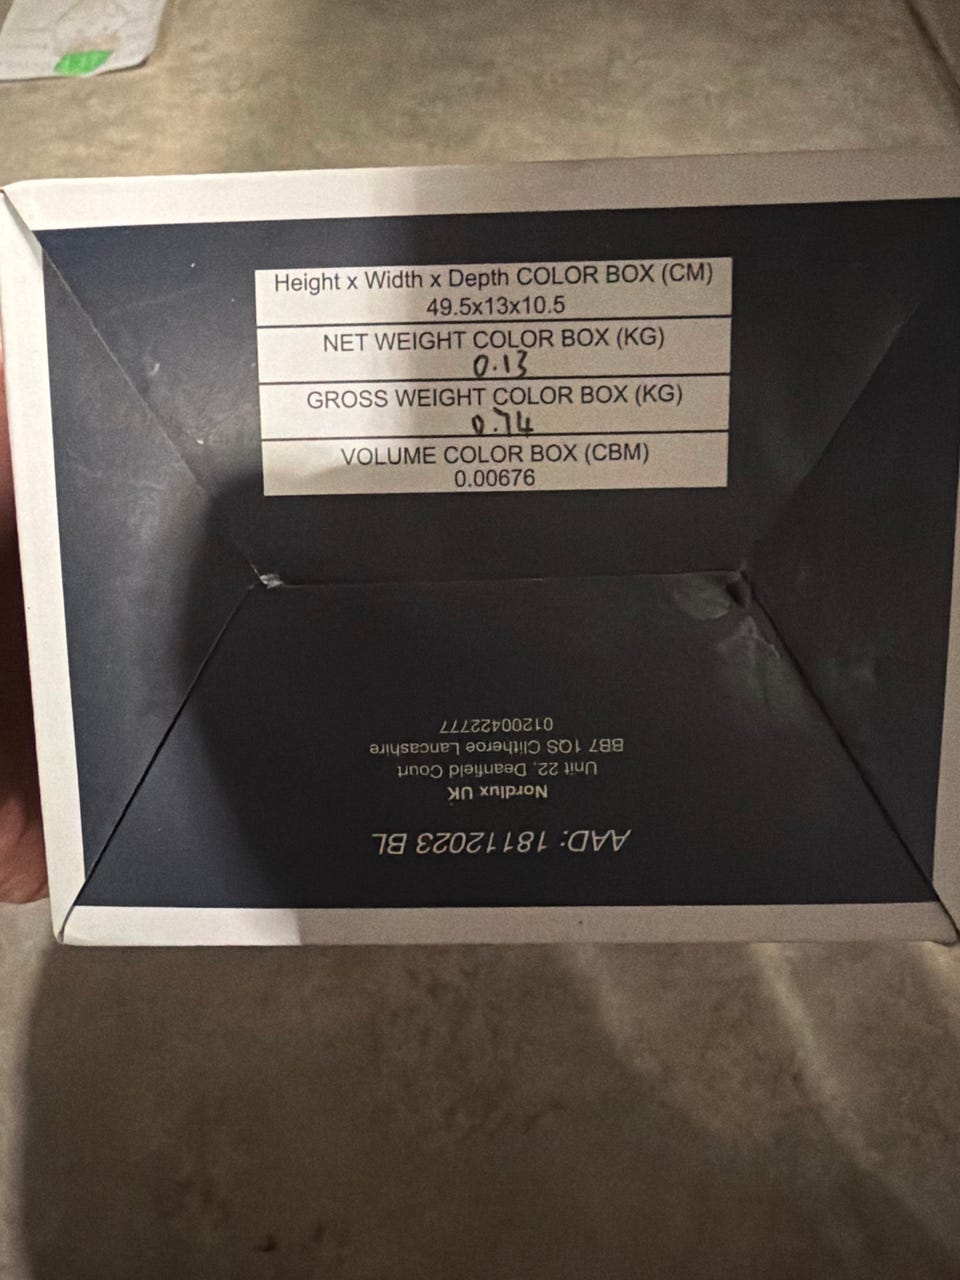 Height x Width x Depth COLOR BOX (CM)
49.5x13x10.5
NET WEIGHT COLOR BOX (KG)
0.13
GROSS WEIGHT COLOR BOX (KG)
0.74
VOLUME COLOR BOX (CBM)
0.00676
AAD: 18112023 BL
Nordlux UK
Unit 22, Deanfield Court
BB7 1QS Clitheroe Lancashire
01200422777